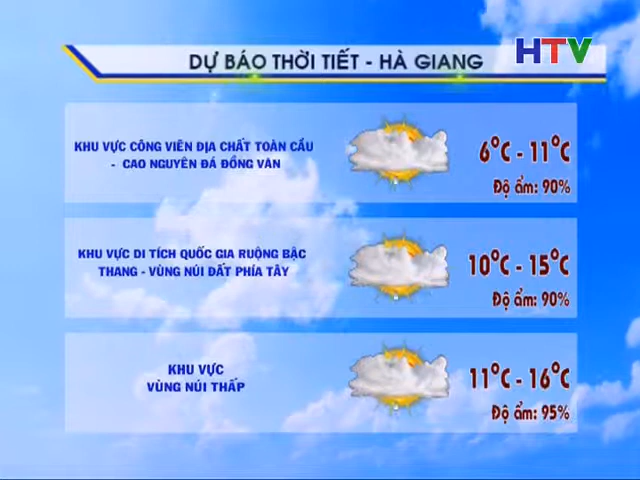 DỰ BÁO THỜI TIẾT - HÀ GIANG
HTV
KHU VỰC CÔNG VIÊN DỊA CHẤT TOÀN CẦU
- CAO NGUYÊN ĐÁ ĐỒNG VĂN
6°C - 11°C
Độ ẩm: 90%
KHU VỰC DI TÍCH QUỐC GIA RUỘNG BẬC
THANG - VÙNG NÚI ĐẤT PHÍA TÂY
10°C - 15°C
Độ ẩm: 90%
KHU VỰC
VÙNG NÚI THẤP
11°C - 16°C
Độ ẩm: 95%